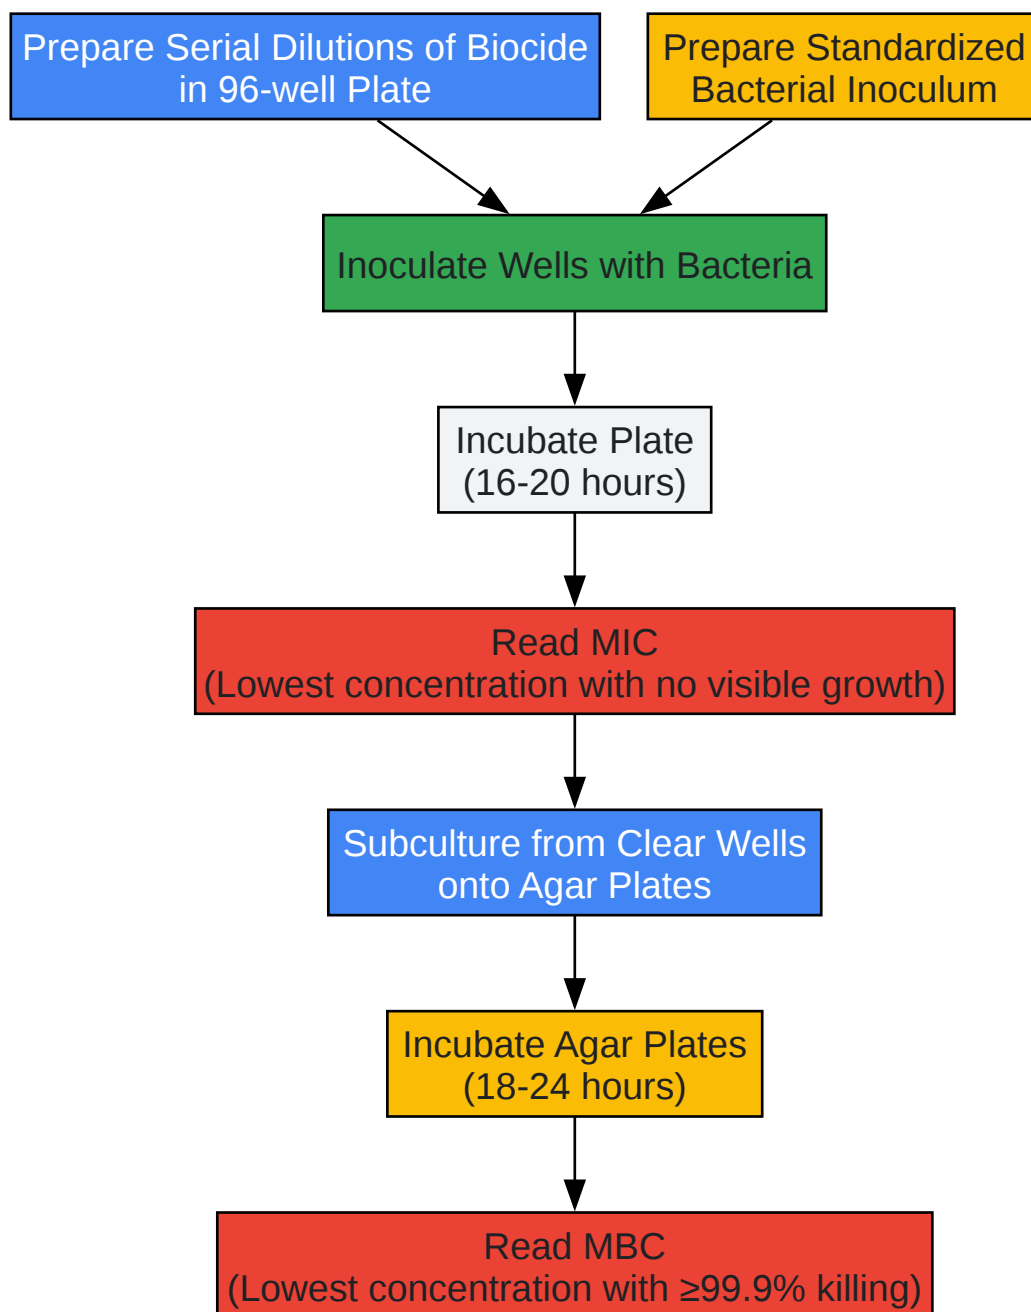 Prepare Serial Dilutions of Biocide
in 96-well Plate
Prepare Standardized
Bacterial Inoculum
Inoculate Wells with Bacteria
Incubate Plate
(16-20 hours)
Read MIC
(Lowest concentration with no visible growth)
Subculture from Clear Wells
onto Agar Plates
Incubate Agar Plates
(18-24 hours)
Read MBC
(Lowest concentration with ≥99.9% killing)